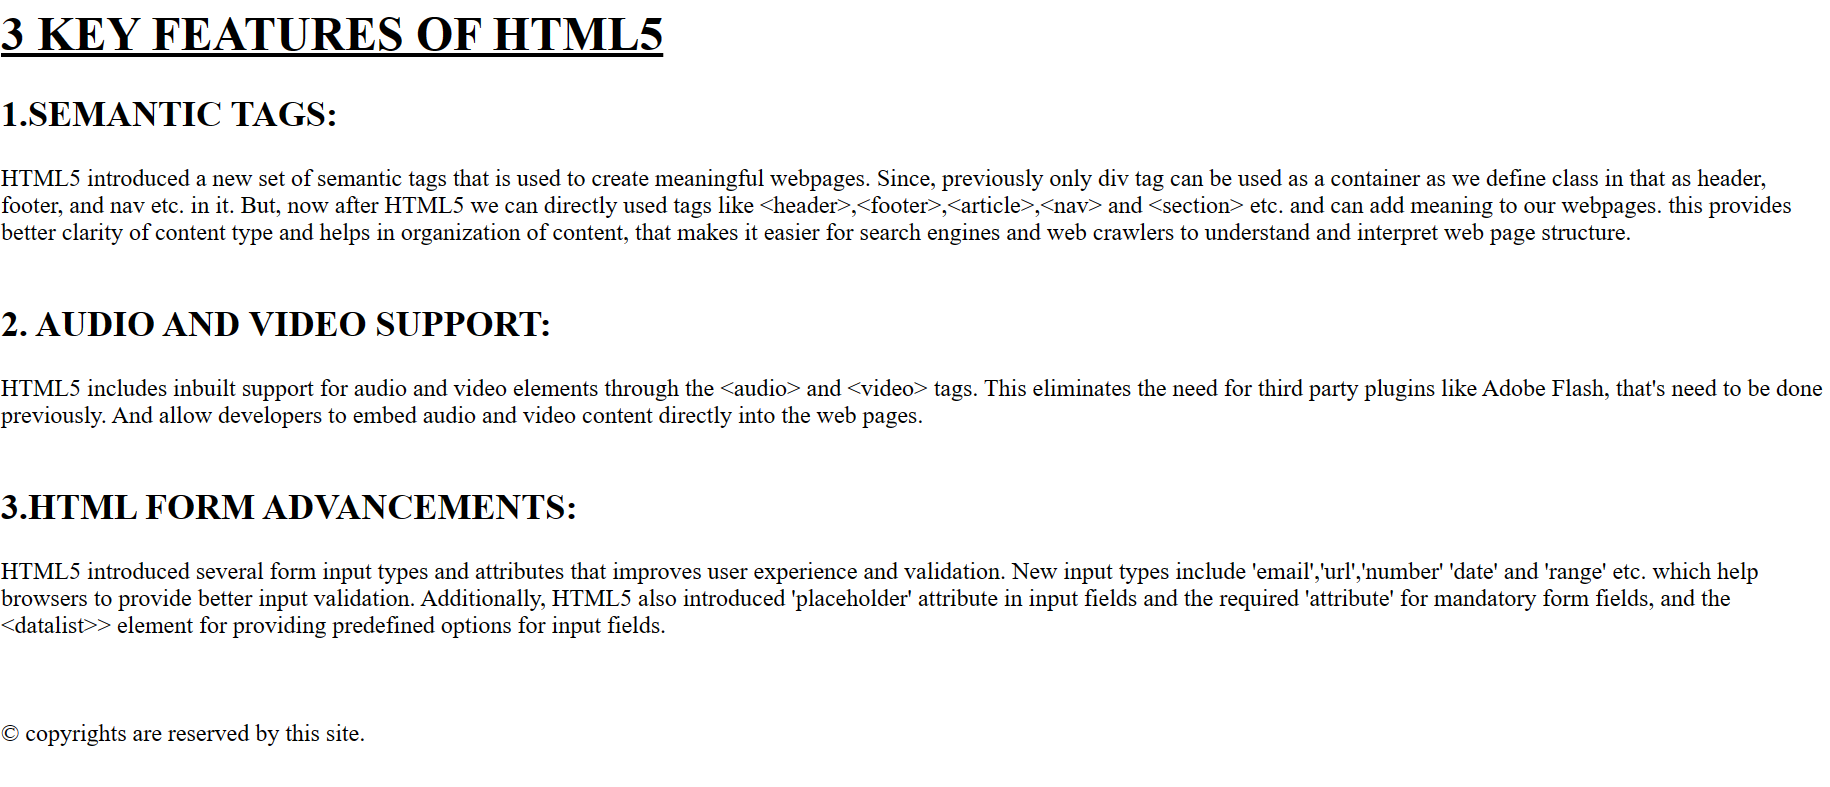 3 KEY FEATURES OF HTML5
1.SEMANTIC TAGS:
HTML5 introduced a new set of semantic tags that is used to create meaningful webpages. Since, previously only div tag can be used as a container as we define class in that as header,
footer, and nav etc. in it. But, now after HTML5 we can directly used tags like <header>,<footer>,<article>,<nav> and <section> etc. and can add meaning to our webpages. this provides
better clarity of content type and helps in organization of content, that makes it easier for search engines and web crawlers to understand and interpret web page structure.
2. AUDIO AND VIDEO SUPPORT:
HTML5 includes inbuilt support for audio and video elements through the <audio> and <video> tags. This eliminates the need for third party plugins like Adobe Flash, that's need to be done
previously. And allow developers to embed audio and video content directly into the web pages.
3.HTML FORM ADVANCEMENTS:
HTML5 introduced several form input types and attributes that improves user experience and validation. New input types include 'email','url','number' 'date' and 'range' etc. which help
browsers to provide better input validation. Additionally, HTML5 also introduced 'placeholder' attribute in input fields and the required 'attribute' for mandatory form fields, and the
<datalist>> element for providing predefined options for input fields.
© copyrights are reserved by this site.